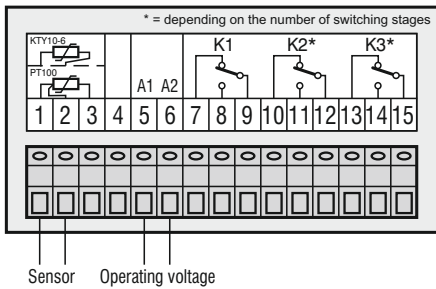 * = depending on the number of switching stages
KTY10-6
PT100
A1 A2
K1 K2* K3*
1 2 3 4 5 6 7 8 9 10 11 12 13 14 15
Sensor Operating voltage